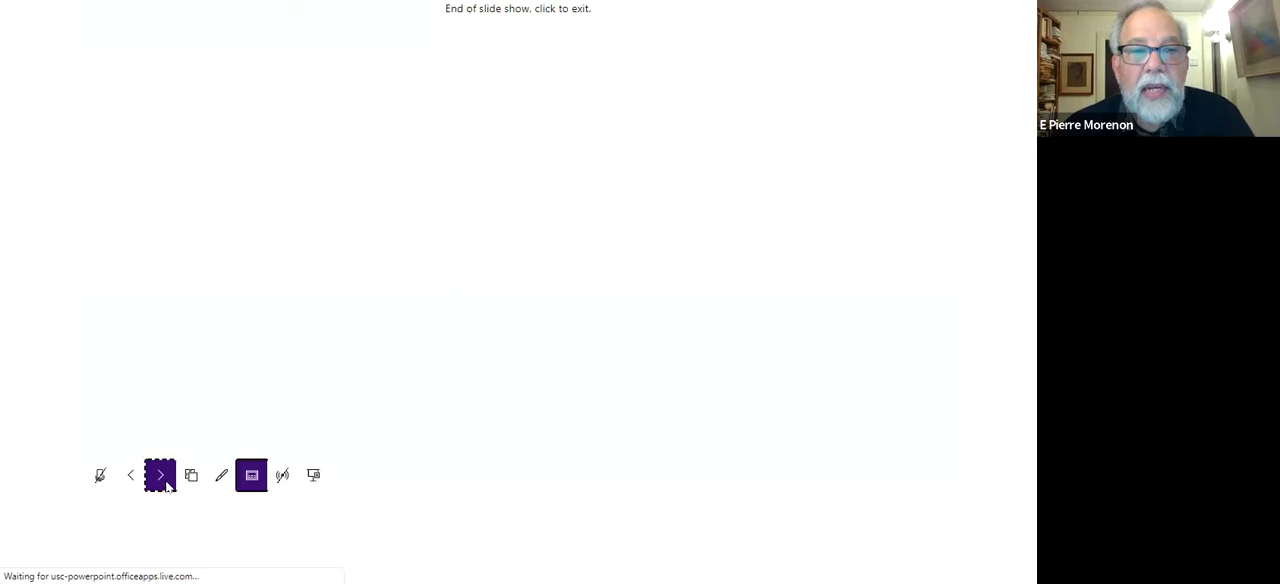 End of slide show, click to exit.
E Pierre Morenon
Waiting for usc-powerpoint.officeapps.live.com...